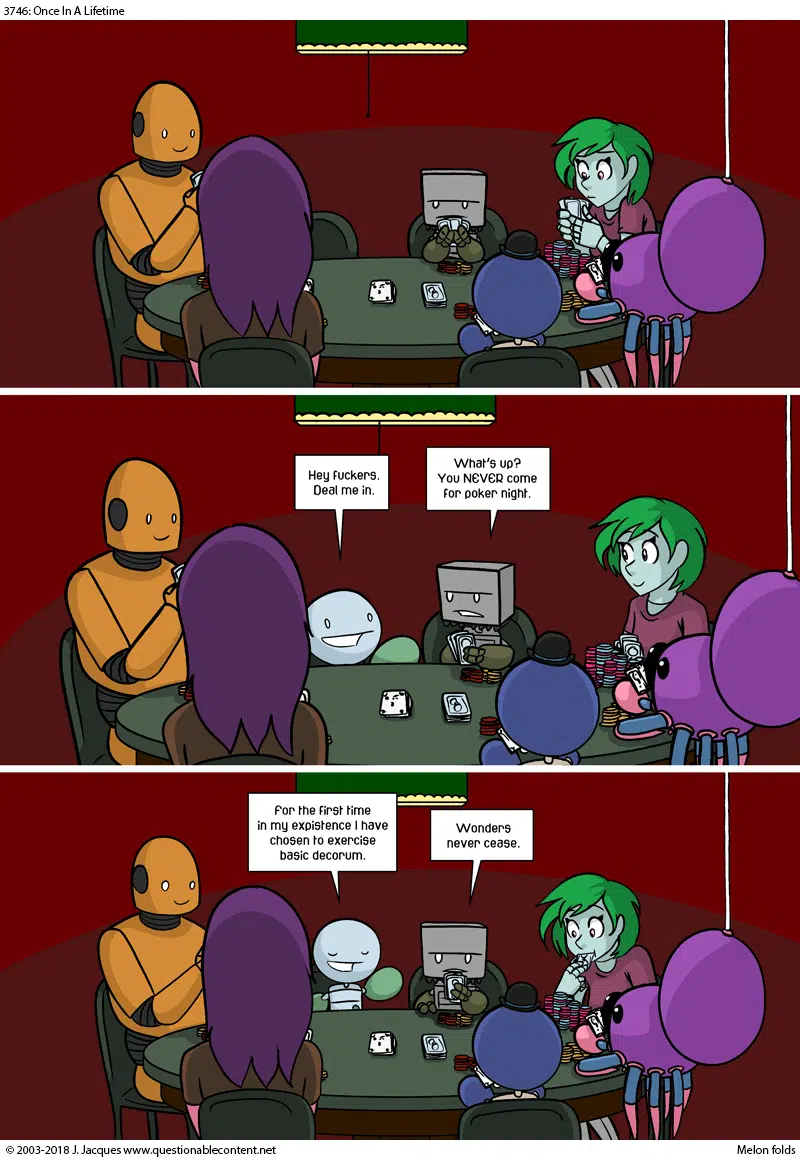 3746: Once In A Lifetime
Hey fuckers.
Deal me in.
What's up?
You NEVER come
for poker night.
For the first time
in my expistence I have
chosen to exercise
basic decorum.
Wonders
never cease.
© 2003-2018 J. Jacques www.questionablecontent.net
Melon folds